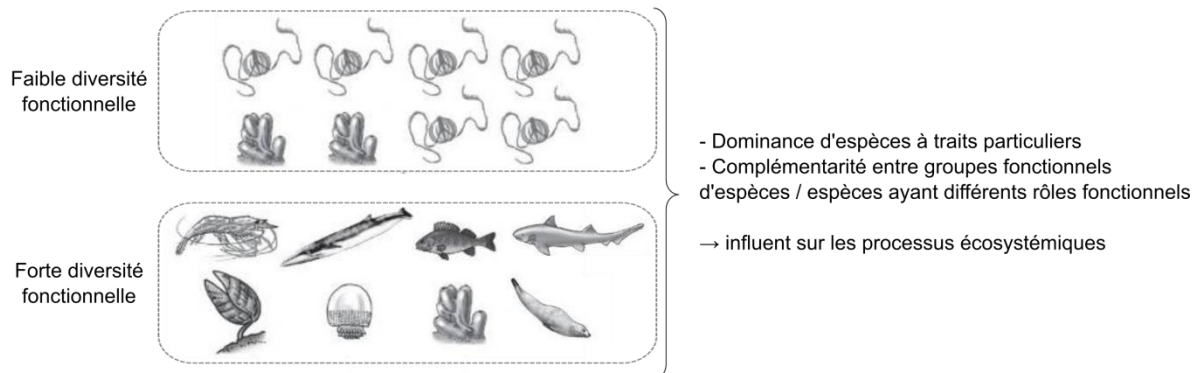 Faible diversité
fonctionnelle
Forte diversité
fonctionnelle
- Dominance d'espèces à traits particuliers
- Complémentarité entre groupes fonctionnels
d'espèces / espèces ayant différents rôles fonctionnels
→ influent sur les processus écosystémiques